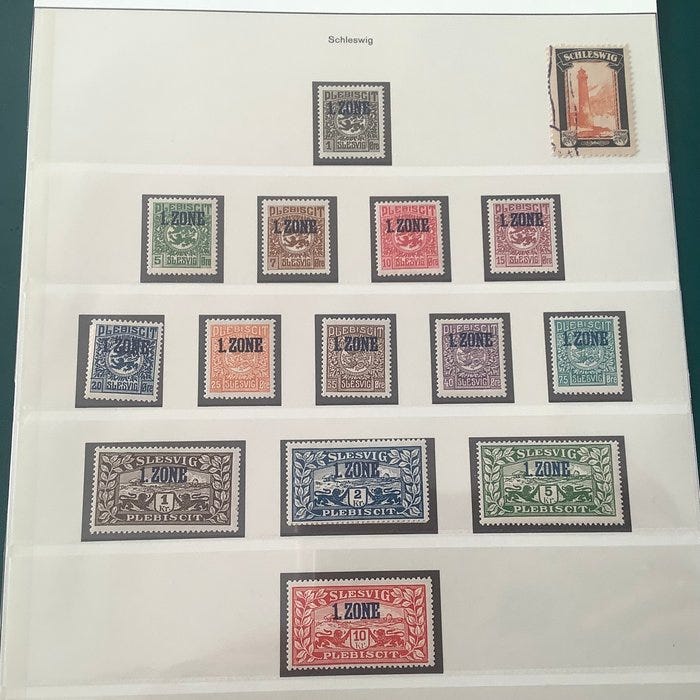 Schleswig
SCHLESWIG
PLEBISCIT
1. ZONE
1 Øre
SLESVIG
PLEBISCIT
1. ZONE
5 Øre
SLESVIG
PLEBISCIT
1. ZONE
7 Øre
SLESVIG
PLEBISCIT
1. ZONE
10 Øre
SLESVIG
PLEBISCIT
1. ZONE
15 Øre
SLESVIG
PLEBISCIT
1. ZONE
20 SLESVIG Øre
PLEBISCIT
1. ZONE
25 SLESVIG Øre
PLEBISCIT
1. ZONE
35 SLESVIG Øre
PLEBISCIT
1. ZONE
40 SLESVIG Øre
PLEBISCIT
1. ZONE
75 SLESVIG Øre
SLESVIG
1. ZONE
1
Kr.
PLEBISCIT
SLESVIG
1. ZONE
2
Kr.
PLEBISCIT
SLESVIG
1. ZONE
5
Kr.
PLEBISCIT
SLESVIG
1. ZONE
10
Kr.
PLEBISCIT